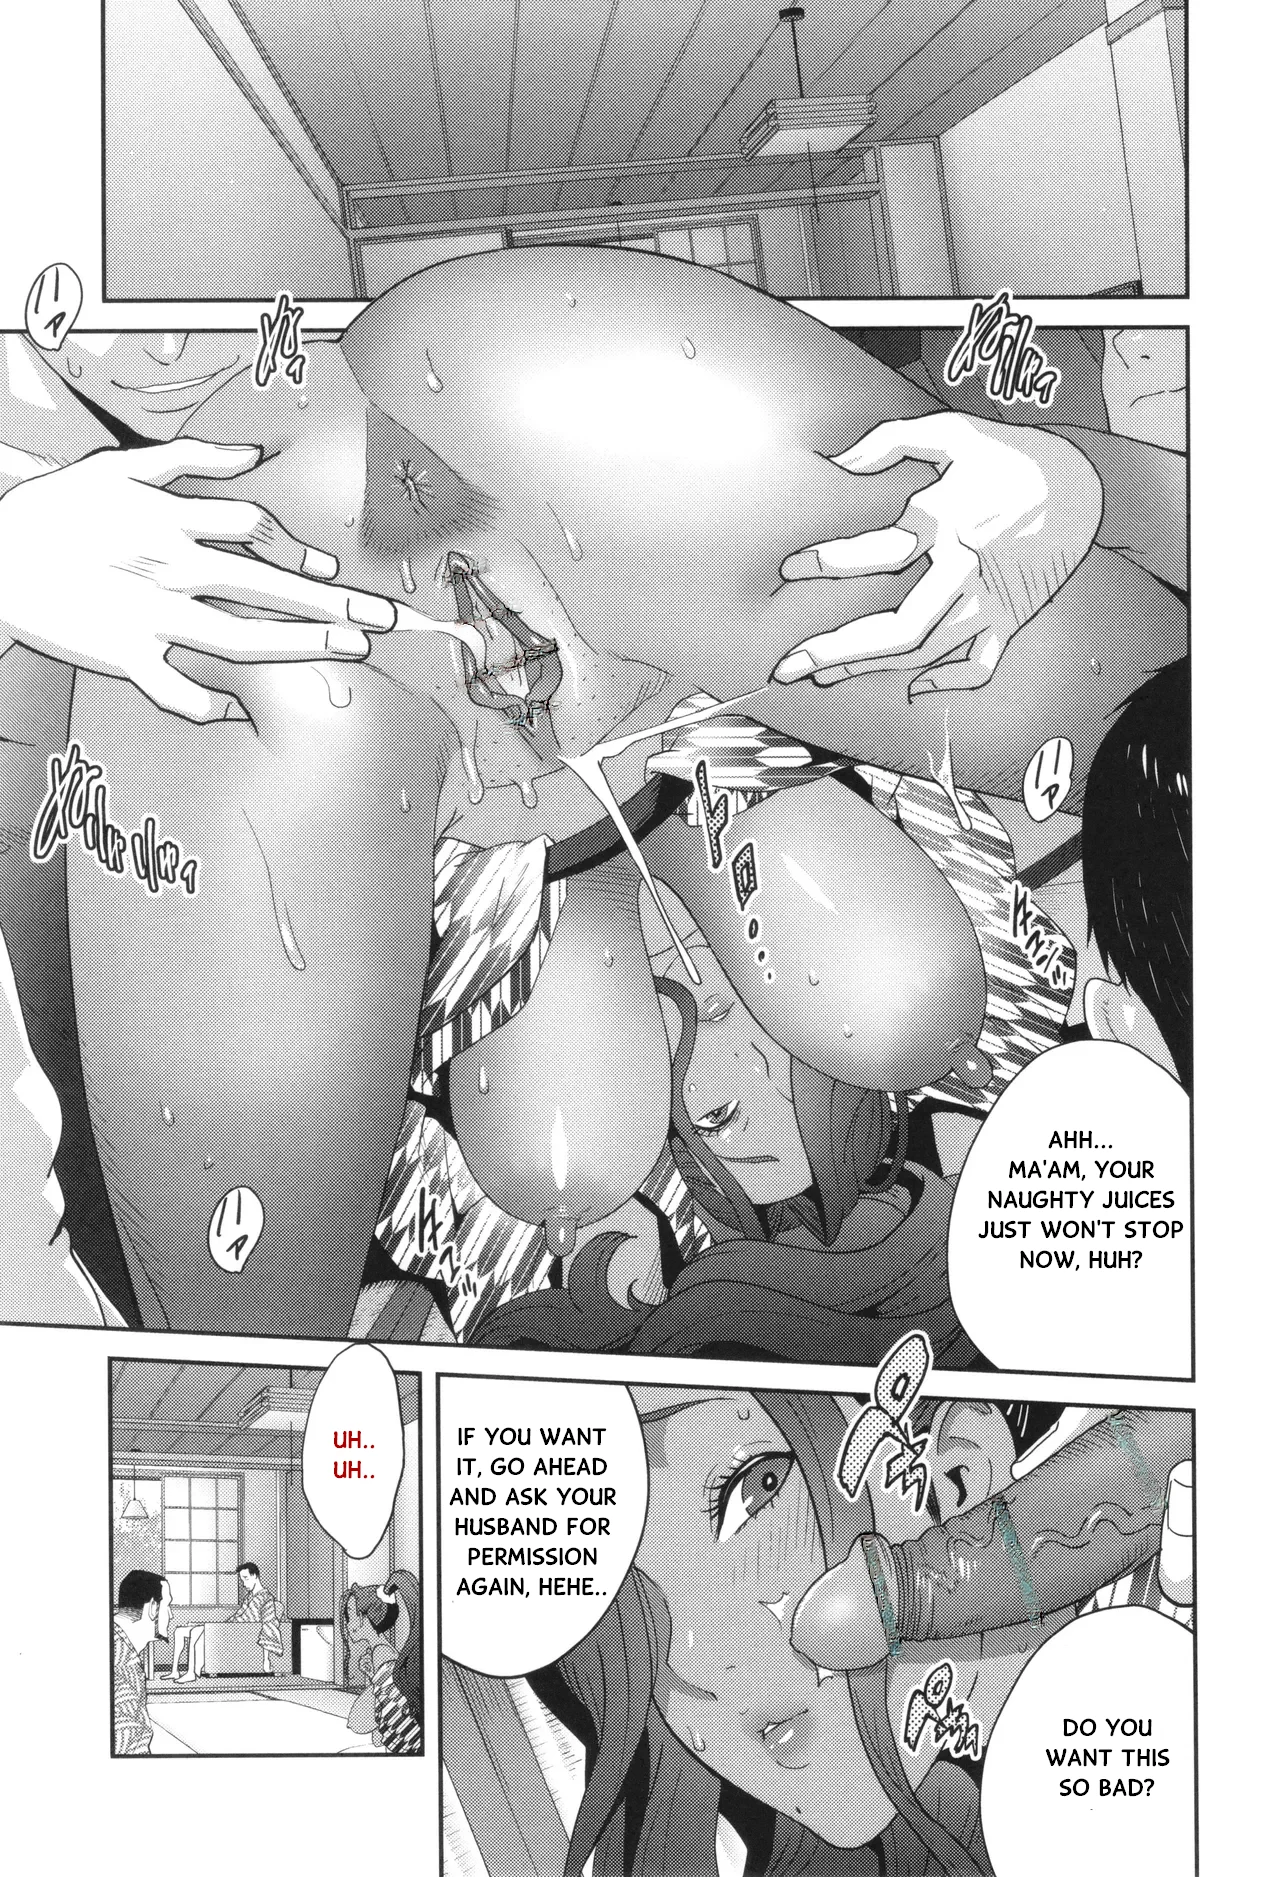 AHH...
MA'AM, YOUR
NAUGHTY JUICES
JUST WON'T STOP
NOW, HUH?
DO YOU
WANT THIS
SO BAD?
IF YOU WANT
IT, GO AHEAD
AND ASK YOUR
HUSBAND FOR
PERMISSION
AGAIN, HEHE..
UH..
UH..